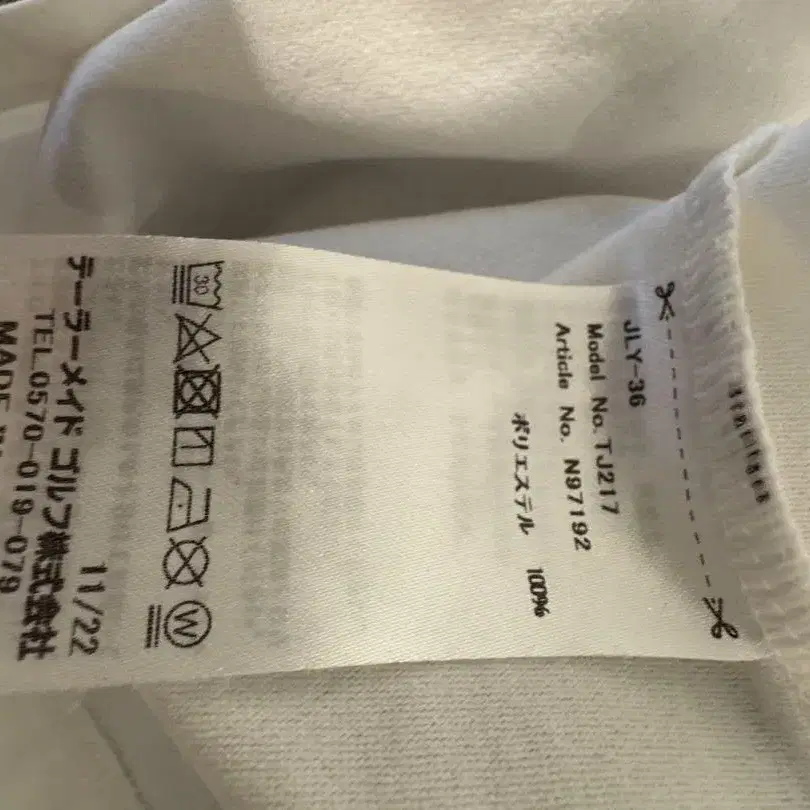 JLY-36
Model No. TJ217
Article No. N97192
ポリエステル 100%
30
W
11/22
テーラーメイド ゴルフ株式会社
TEL.0570-019-079